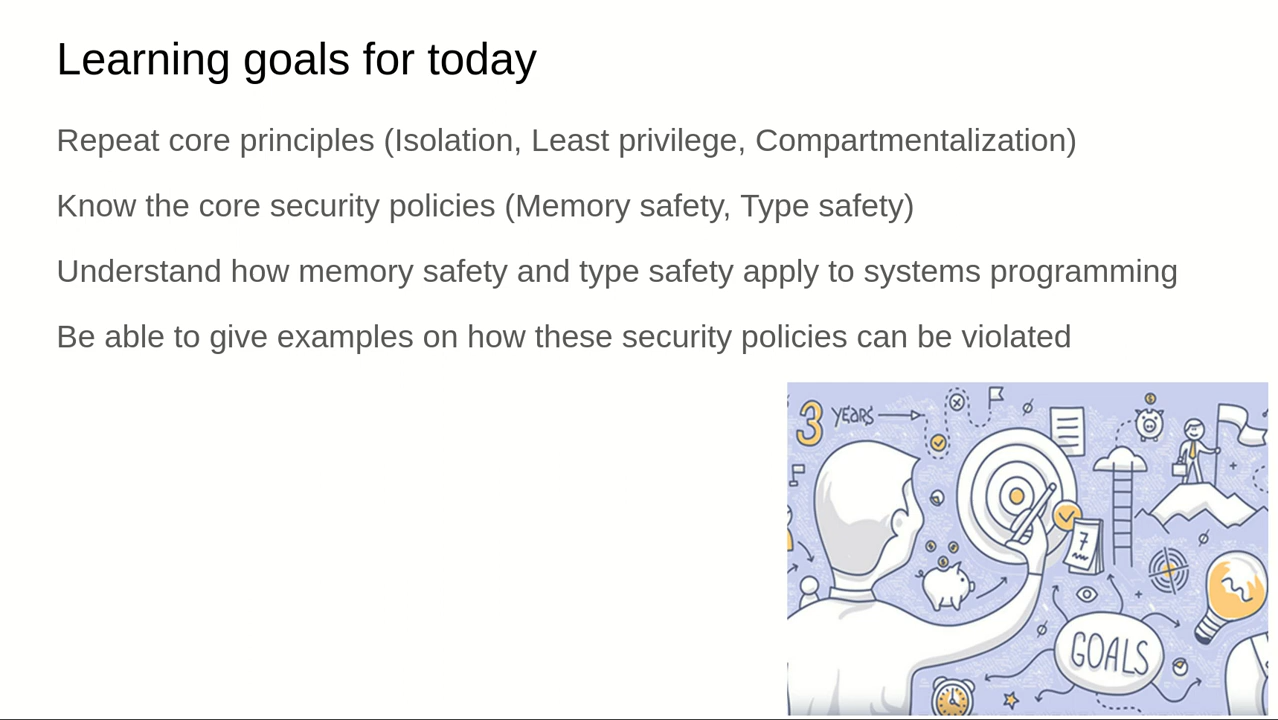 Learning goals for today
Repeat core principles (Isolation, Least privilege, Compartmentalization)
Know the core security policies (Memory safety, Type safety)
Understand how memory safety and type safety apply to systems programming
Be able to give examples on how these security policies can be violated
3 YEARS
7
GOALS